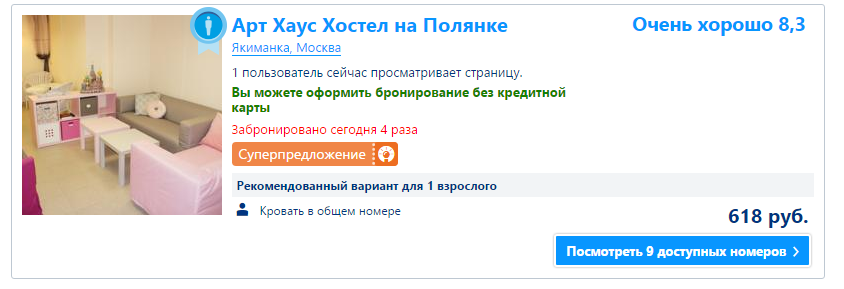 Арт Хаус Хостел на Полянке
Очень хорошо 8,3
Якиманка, Москва
1 пользователь сейчас просматривает страницу.
Вы можете оформить бронирование без кредитной
карты
Забронировано сегодня 4 раза
Суперпредложение
Рекомендованный вариант для 1 взрослого
Кровать в общем номере
618 руб.
Посмотреть 9 доступных номеров